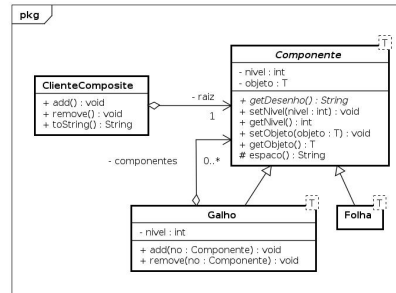 pkg
T
Componente
- nivel : int
- objeto : T
+ getDesenho() : String
+ setNivel(nivel : int) : void
+ getNivel() : int
+ setObjeto(objeto : T) : void
+ getObjeto() : T
# espaco() : String
ClienteComposite
+ add() : void
+ remove() : void
+ toString() : String
- raiz
1
- componentes
0..*
T
Galho
- nivel : int
+ add(no : Componente) : void
+ remove(no : Componente) : void
T
Folha